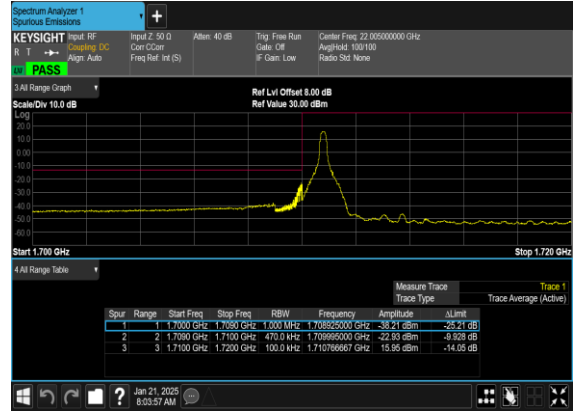 Spectrum Analyzer 1
Spurious Emissions
KEYSIGHT Input: RF Input Z: 50 Ω Atten: 40 dB Trig: Free Run Center Freq: 22.005000000 GHz
R T Coupling: DC Corr CCorr Gate: Off Avg|Hold: 100/100
Align: Auto Freq Ref: Int (S) IF Gain: Low Radio Std: None
PASS
3 All Range Graph
Ref Lvl Offset 8.00 dB
Scale/Div 10.0 dB Ref Value 30.00 dBm
Log
20.0
10.0
0.00
-10.0
-20.0
-30.0
-40.0
-50.0
-60.0
Start 1.700 GHz Stop 1.720 GHz
4 All Range Table
Measure Trace Trace 1
Trace Type Trace Average (Active)
Spur Range Start Freq Stop Freq RBW Frequency Amplitude ΔLimit
1 1 1.7000 GHz 1.7090 GHz 1.000 MHz 1.708925000 GHz -38.21 dBm -25.21 dB
2 2 1.7090 GHz 1.7100 GHz 470.0 kHz 1.709995000 GHz -22.93 dBm -9.928 dB
3 3 1.7100 GHz 1.7200 GHz 100.0 kHz 1.710766667 GHz 15.95 dBm -14.05 dB
?
Jan 21, 2025
8:03:57 AM